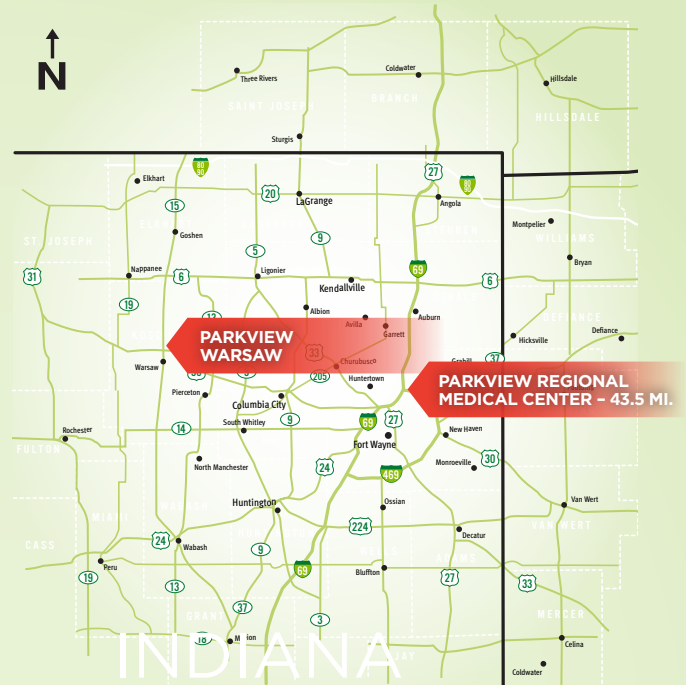 N
Three Rivers
Coldwater
Hillsdale
SAINT JOSEPH
BRANCH
HILLSDALE
Sturgis
80
90
27
80
90
Elkhart
20
LaGrange
Angola
15
Goshen
9
5
Montpelier
WILLIAMS
ST. JOSEPH
Bryan
31
Nappanee
6
Ligonier
69
6
Kendallville
19
Albion
Auburn
Avilla
Garrett
DEFIANCE
Defiance
Hicksville
PARKVIEW
WARSAW
33
Churubusco
37
Warsaw
205
Huntertown
PARKVIEW REGIONAL
MEDICAL CENTER – 43.5 MI.
Pierceton
Columbia City
9
69
27
14
South Whitley
Rochester
New Haven
Fort Wayne
FULTON
North Manchester
24
469
Monroeville
30
Huntington
Ossian
Van Wert
MIAMI
224
VAN WERT
CASS
24
Wabash
9
Decatur
ADAMS
Peru
19
69
Bluffton
27
33
13
37
3
GRANT
MERCER
18
Marion
INDIANA
JAY
Celina
Coldwater